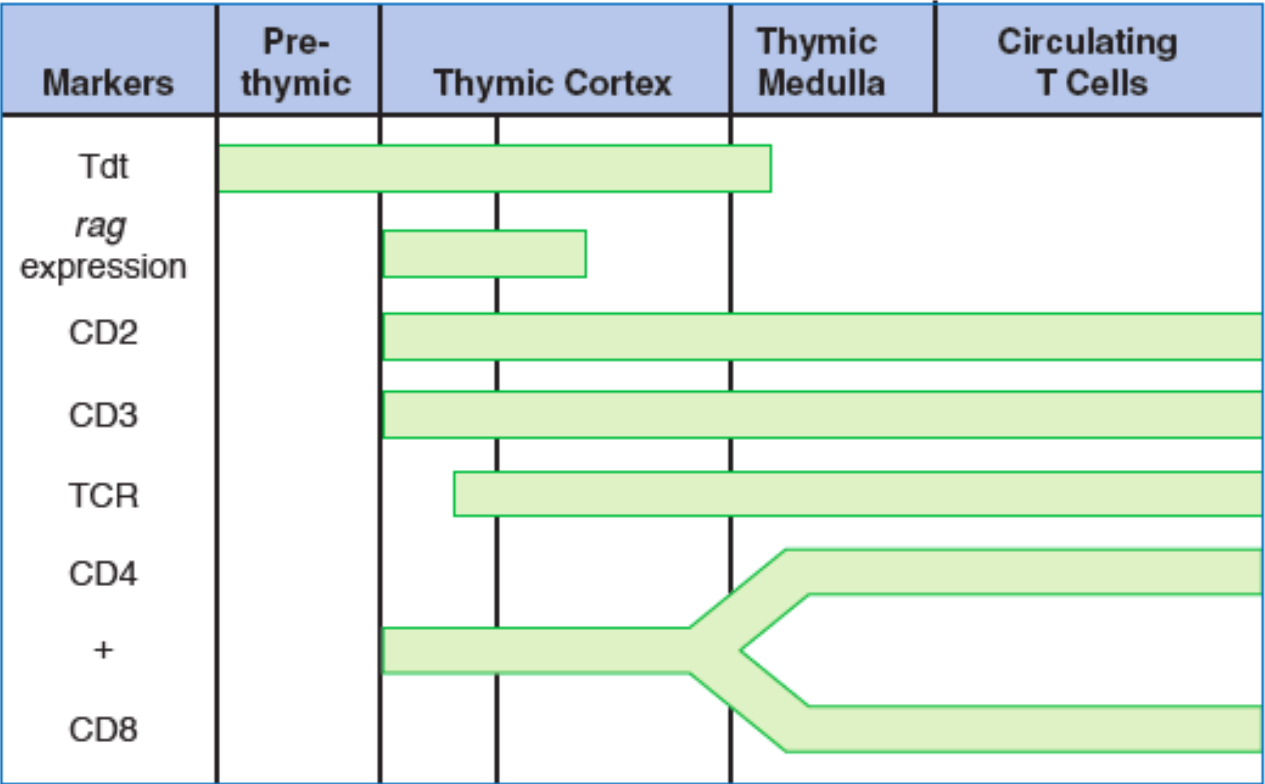 Markers
Pre-
thymic
Thymic Cortex
Thymic
Medulla
Circulating
T Cells
Tdt
rag
expression
CD2
CD3
TCR
CD4
+
CD8